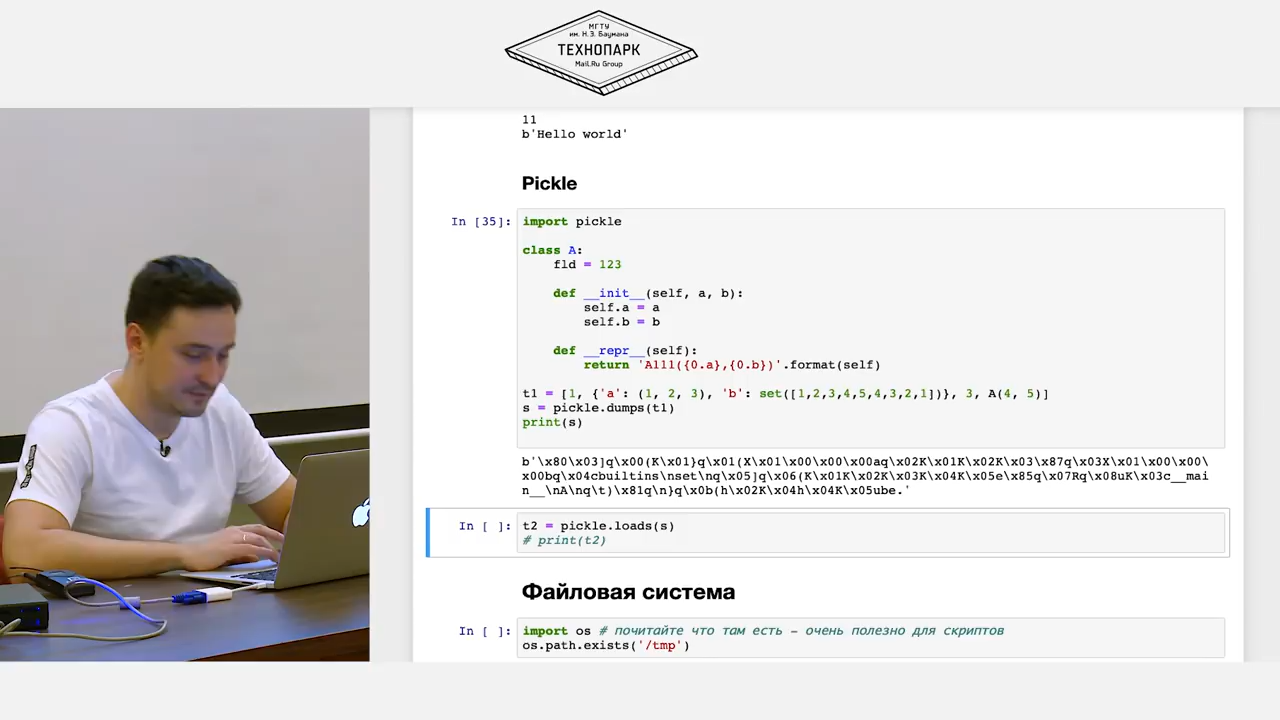 МГТУ
им. Н.Э. Баумана
ТЕХНОПАРК
Mail.Ru Group
11
b'Hello world'
Pickle
In [35]:
import pickle
class A:
    fld = 123
    def __init__(self, a, b):
        self.a = a
        self.b = b
    def __repr__(self):
        return 'A111({0.a},{0.b})'.format(self)
t1 = [1, {'a': (1, 2, 3), 'b': set([1,2,3,4,5,4,3,2,1])}, 3, A(4, 5)]
s = pickle.dumps(t1)
print(s)
b'\x80\x03]q\x00(K\x01}q\x01(X\x01\x00\x00\x00aq\x02K\x01K\x02K\x03\x87q\x03X\x01\x00\x00\
x00bq\x04cbuiltins\nset\nq\x05]q\x06(K\x01K\x02K\x03K\x04K\x05e\x85q\x07Rq\x08uK\x03c__mai
n__\nA\nq\t)\x81q\n}q\x0b(h\x02K\x04h\x04K\x05ube.'
In [ ]:
t2 = pickle.loads(s)
# print(t2)
Файловая система
In [ ]:
import os # почитайте что там есть - очень полезно для скриптов
os.path.exists('/tmp')